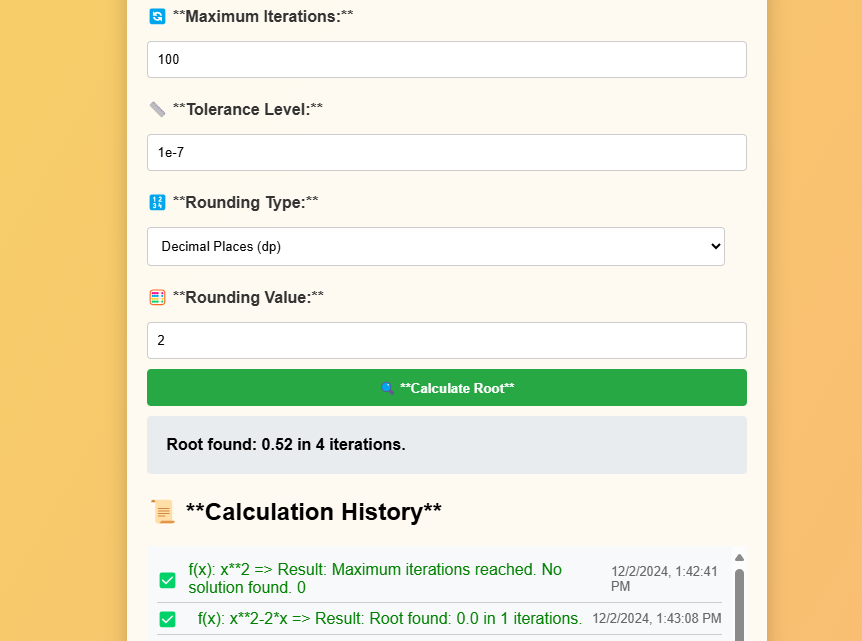 **Maximum Iterations:**
100
**Tolerance Level:**
1e-7
**Rounding Type:**
Decimal Places (dp)
**Rounding Value:**
2
**Calculate Root**
Root found: 0.52 in 4 iterations.
**Calculation History**
f(x): x**2 => Result: Maximum iterations reached. No
solution found. 0
12/2/2024, 1:42:41
PM
f(x): x**2-2*x => Result: Root found: 0.0 in 1 iterations.
12/2/2024, 1:43:08 PM